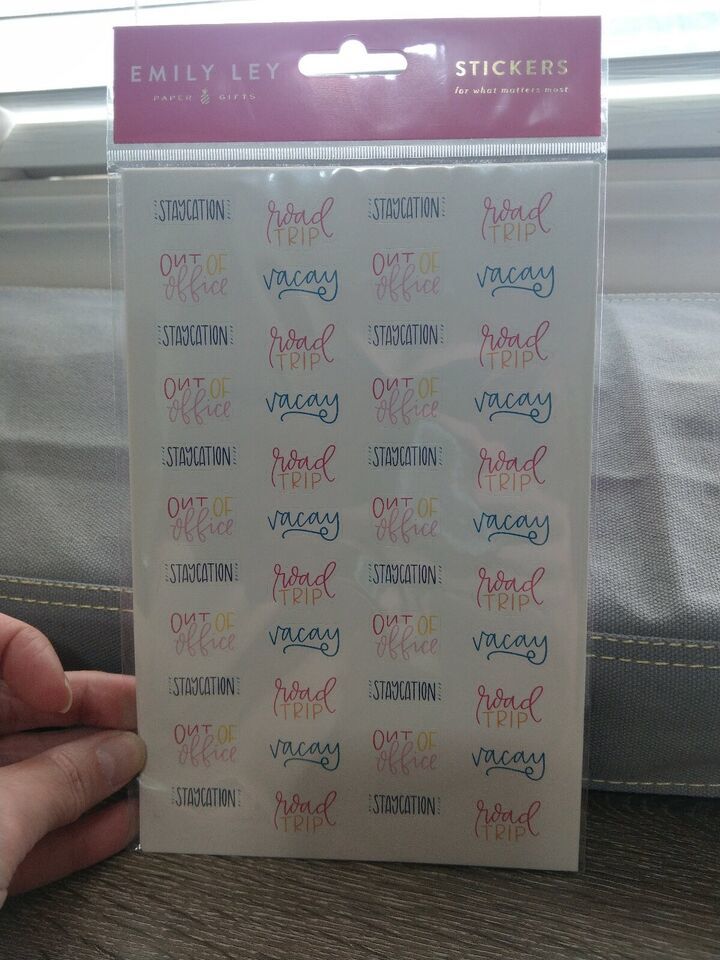 EMILY LEY
PAPER GIFTS
STICKERS
for what matters most
STAYCATION road TRIP STAYCATION road TRIP
OUT OF office vacay OUT OF office vacay
STAYCATION road TRIP STAYCATION road TRIP
OUT OF office vacay OUT OF office vacay
STAYCATION road TRIP STAYCATION road TRIP
OUT OF office vacay OUT OF office vacay
STAYCATION road TRIP STAYCATION road TRIP
OUT OF office vacay OUT OF office vacay
STAYCATION road TRIP STAYCATION road TRIP
OUT OF office vacay OUT OF office vacay
STAYCATION road TRIP STAYCATION road TRIP